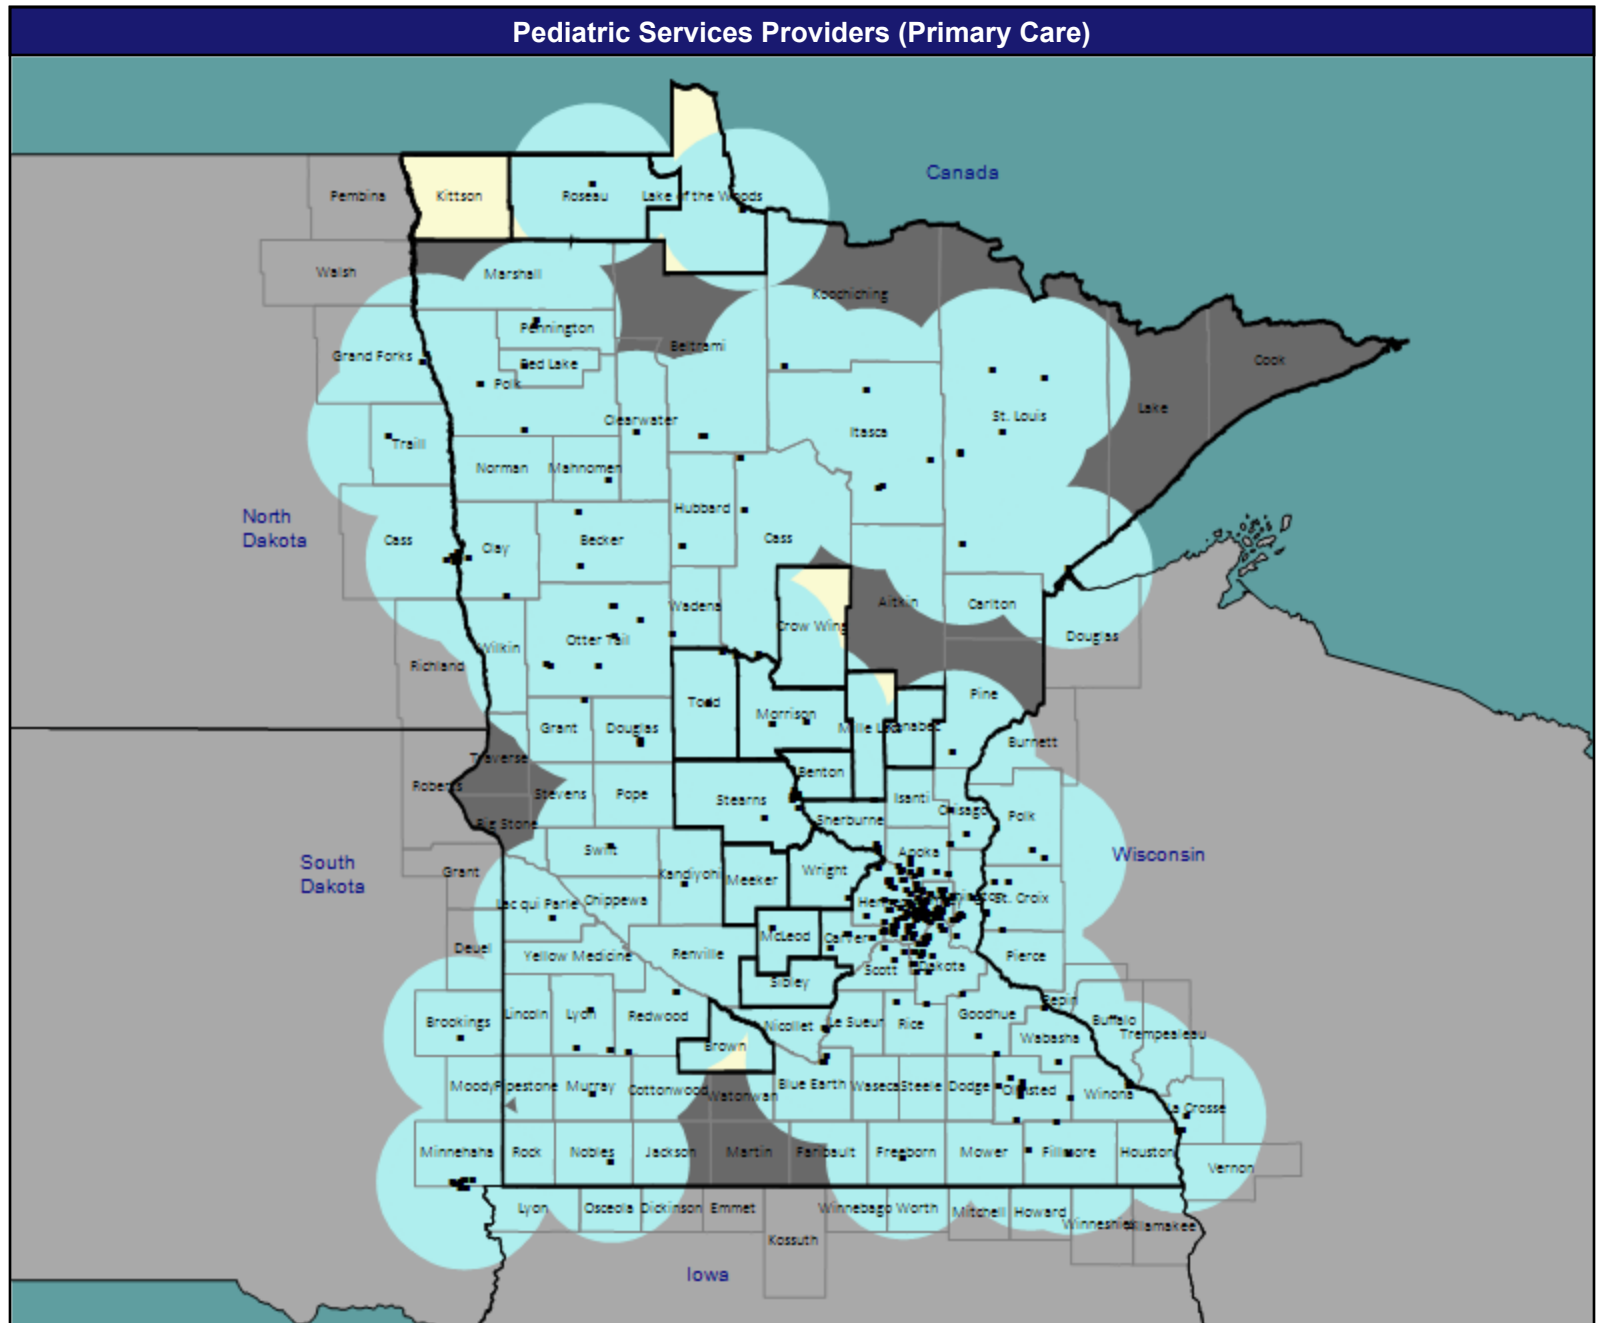 Pediatric Services Providers (Primary Care)
Canada
Pembina
Kittson
Roseau
Lake of the Woods
Walsh
Marshall
Koochiching
Pennington
Beltrami
Grand Forks
Red Lake
Cook
Polk
Lake
Clearwater
St. Louis
Itasca
Traill
Norman
Mahnomen
Hubbard
North
Dakota
Cass
Clay
Becker
Cass
Wadena
Aitkin
Carlton
Crow Wing
Douglas
Otter Tail
Wilkin
Richland
Pine
Todd
Morrison
Mille Lacs
Kanabec
Grant
Douglas
Burnett
Traverse
Benton
Roberts
Stevens
Pope
Stearns
Isanti
Chisago
Polk
Big Stone
Sherburne
Swift
Anoka
Wisconsin
South
Dakota
Grant
Kandiyohi
Meeker
Wright
Lac qui Parle
Chippewa
St. Croix
McLeod
Carver
Deuel
Yellow Medicine
Renville
Scott
Dakota
Pierce
Sibley
Pepin
Brookings
Lincoln
Lyon
Redwood
Nicollet
Le Sueur
Rice
Goodhue
Buffalo
Trempealeau
Wabasha
Brown
Moody
Pipestone
Murray
Cottonwood
Watonwan
Blue Earth
Waseca
Steele
Dodge
Olmsted
Winona
La Crosse
Minnehaha
Rock
Nobles
Jackson
Martin
Faribault
Freeborn
Mower
Fillmore
Houston
Vernon
Lyon
Osceola
Dickinson
Emmet
Winnebago
Worth
Mitchell
Howard
Kossuth
Iowa